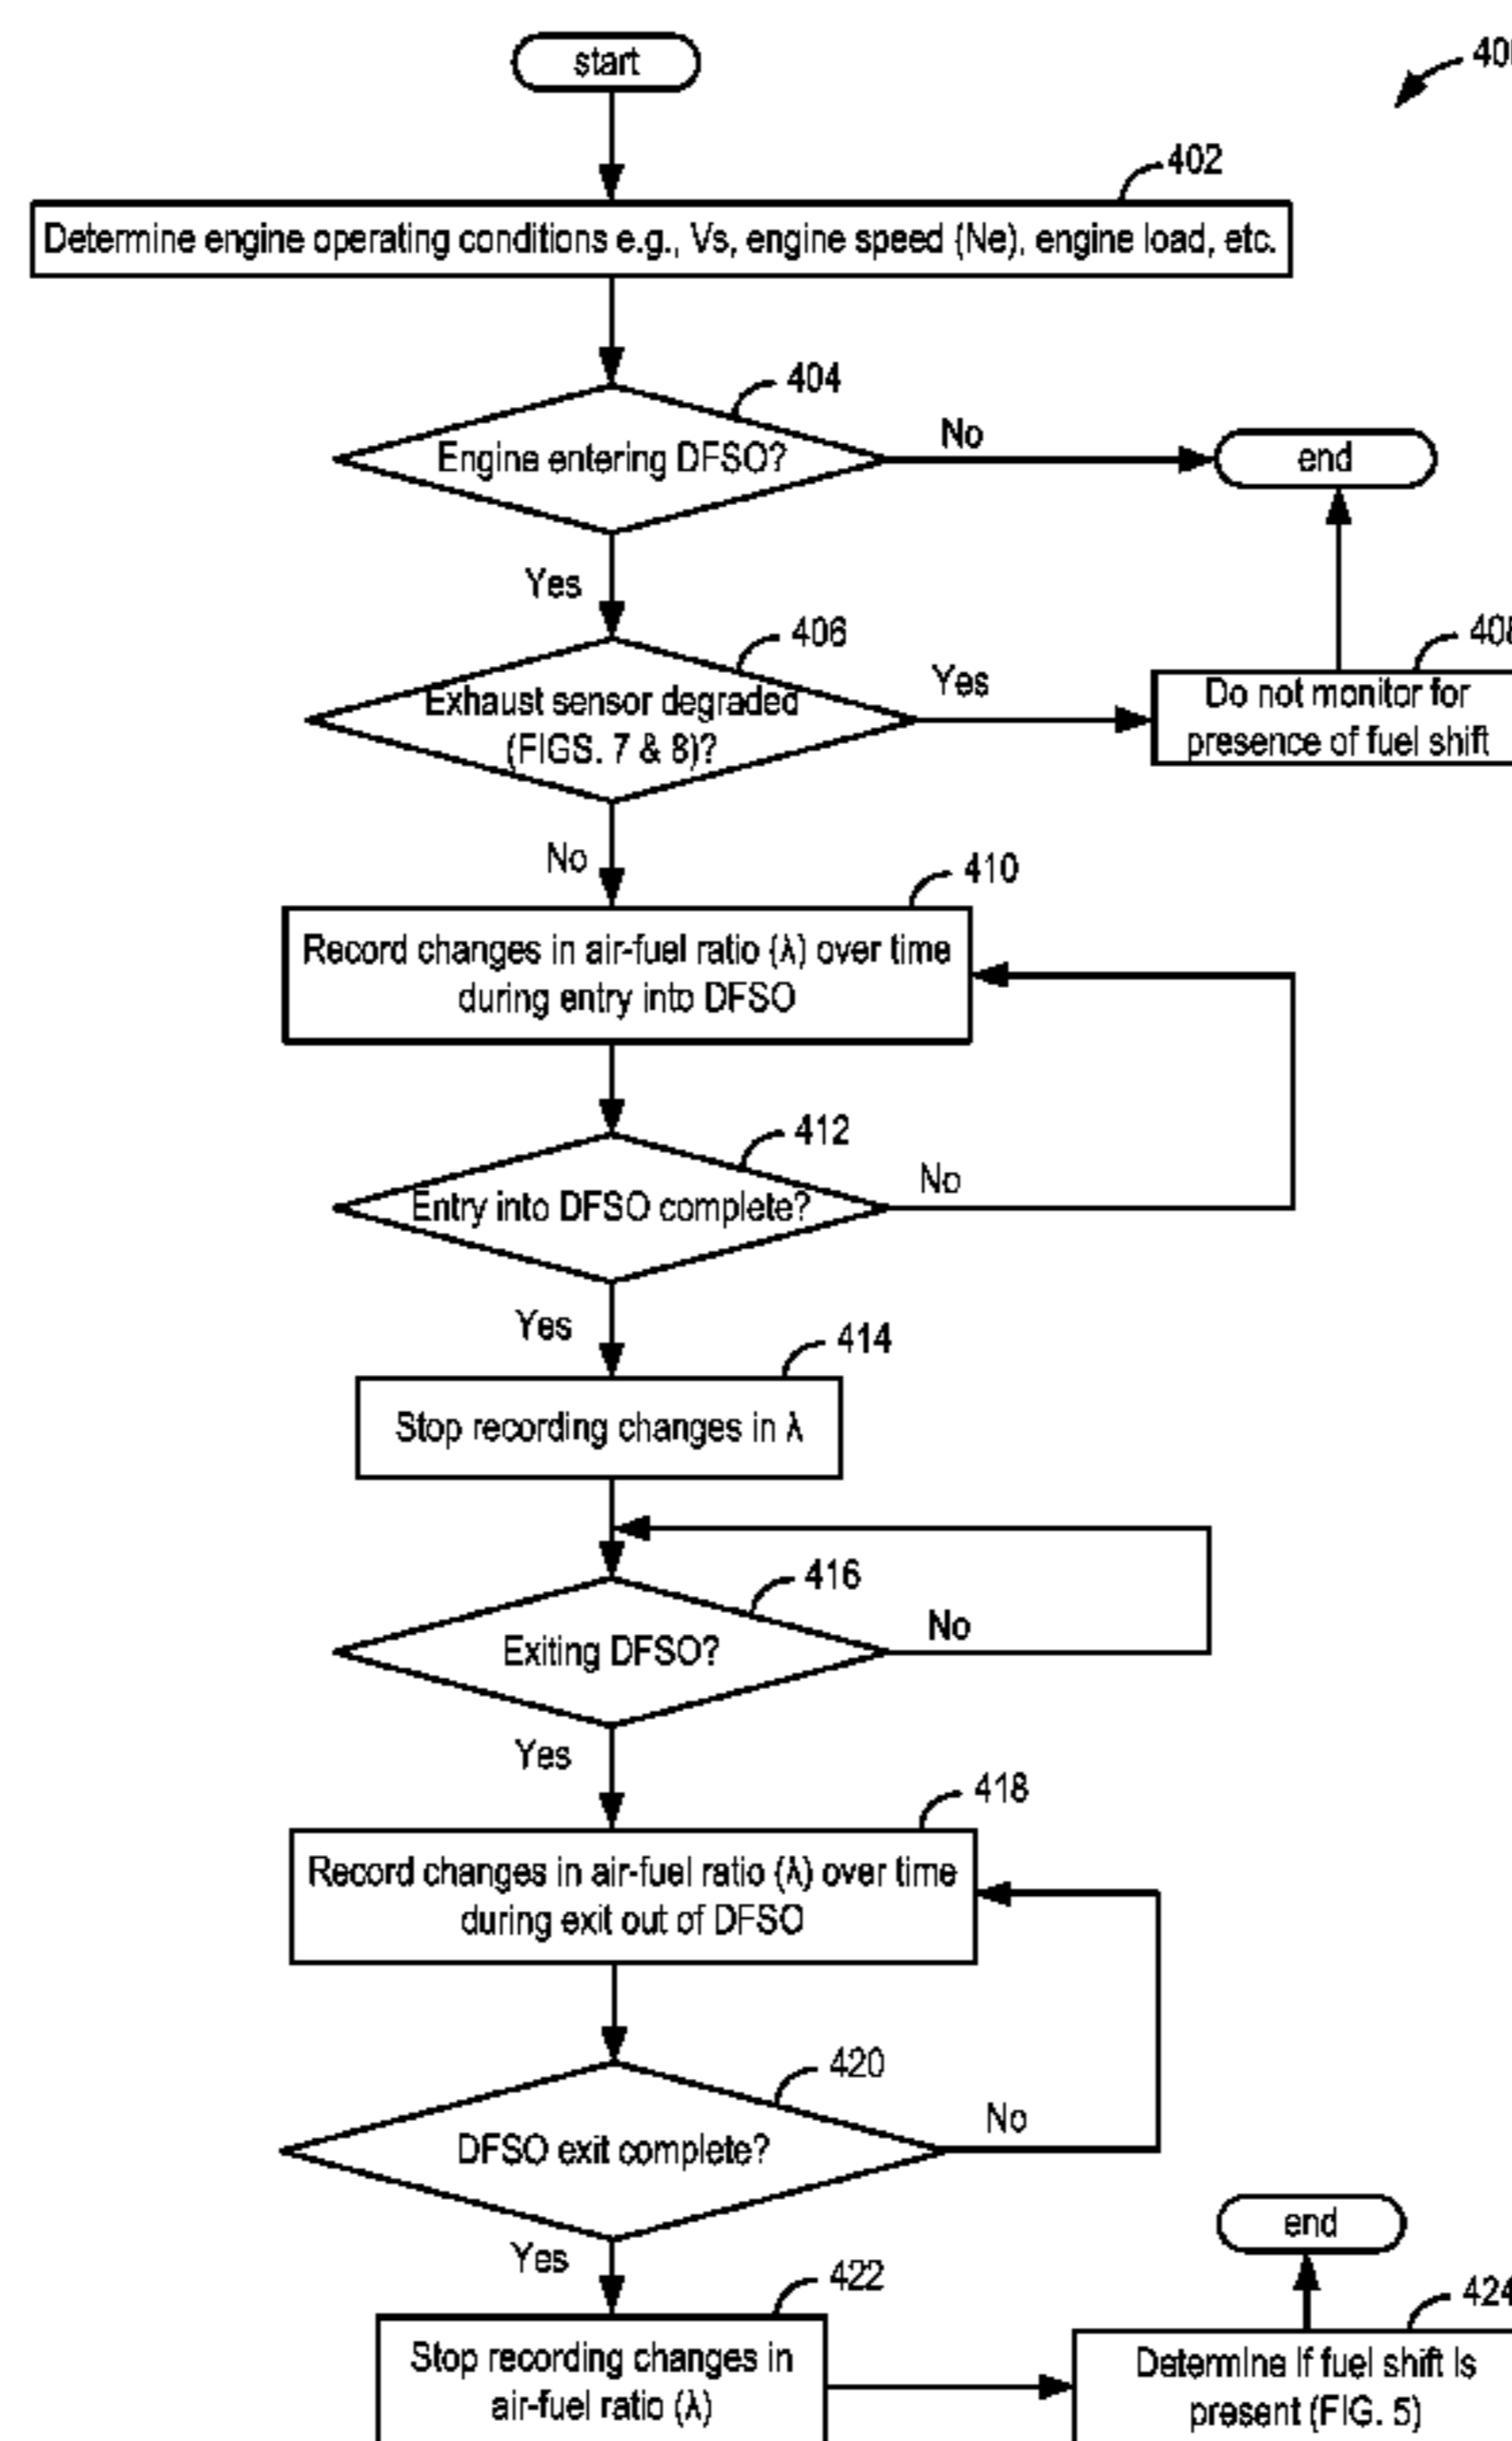 start
402
Determine engine operating conditions e.g., Vs, engine speed (Ne), engine load, etc.
404
Engine entering DFSO?
No
end
Yes
406
Exhaust sensor degraded
(FIGS. 7 & 8)?
Yes
408
Do not monitor for
presence of fuel shift
No
410
Record changes in air-fuel ratio (λ) over time
during entry into DFSO
412
Entry into DFSO complete?
No
Yes
414
Stop recording changes in λ
416
Exiting DFSO?
No
Yes
418
Record changes in air-fuel ratio (λ) over time
during exit out of DFSO
420
DFSO exit complete?
No
end
Yes
422
424
Stop recording changes in
air-fuel ratio (λ)
Determine if fuel shift is
present (FIG. 5)